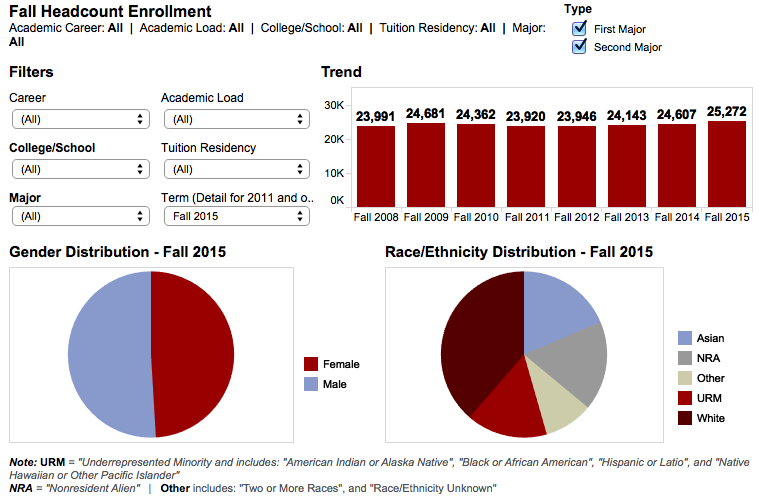 Fall Headcount Enrollment
Academic Career: All | Academic Load: All | College/School: All | Tuition Residency: All | Major:
All
Type
First Major
Second Major
Filters
Career
Academic Load
(All)
(All)
College/School
Tuition Residency
(All)
(All)
Major
Term (Detail for 2011 and o..
(All)
Fall 2015
Trend
30K
20K
10K
0K
23,991
24,681
24,362
23,920
23,946
24,143
24,607
25,272
Fall 2008
Fall 2009
Fall 2010
Fall 2011
Fall 2012
Fall 2013
Fall 2014
Fall 2015
Gender Distribution - Fall 2015
Female
Male
Race/Ethnicity Distribution - Fall 2015
Asian
NRA
Other
URM
White
Note: URM = "Underrepresented Minority and includes: "American Indian or Alaska Native", "Black or African American", "Hispanic or Latio", and "Native
Hawaiian or Other Pacific Islander"
NRA = "Nonresident Alien" | Other includes: "Two or More Races", and "Race/Ethnicity Unknown"